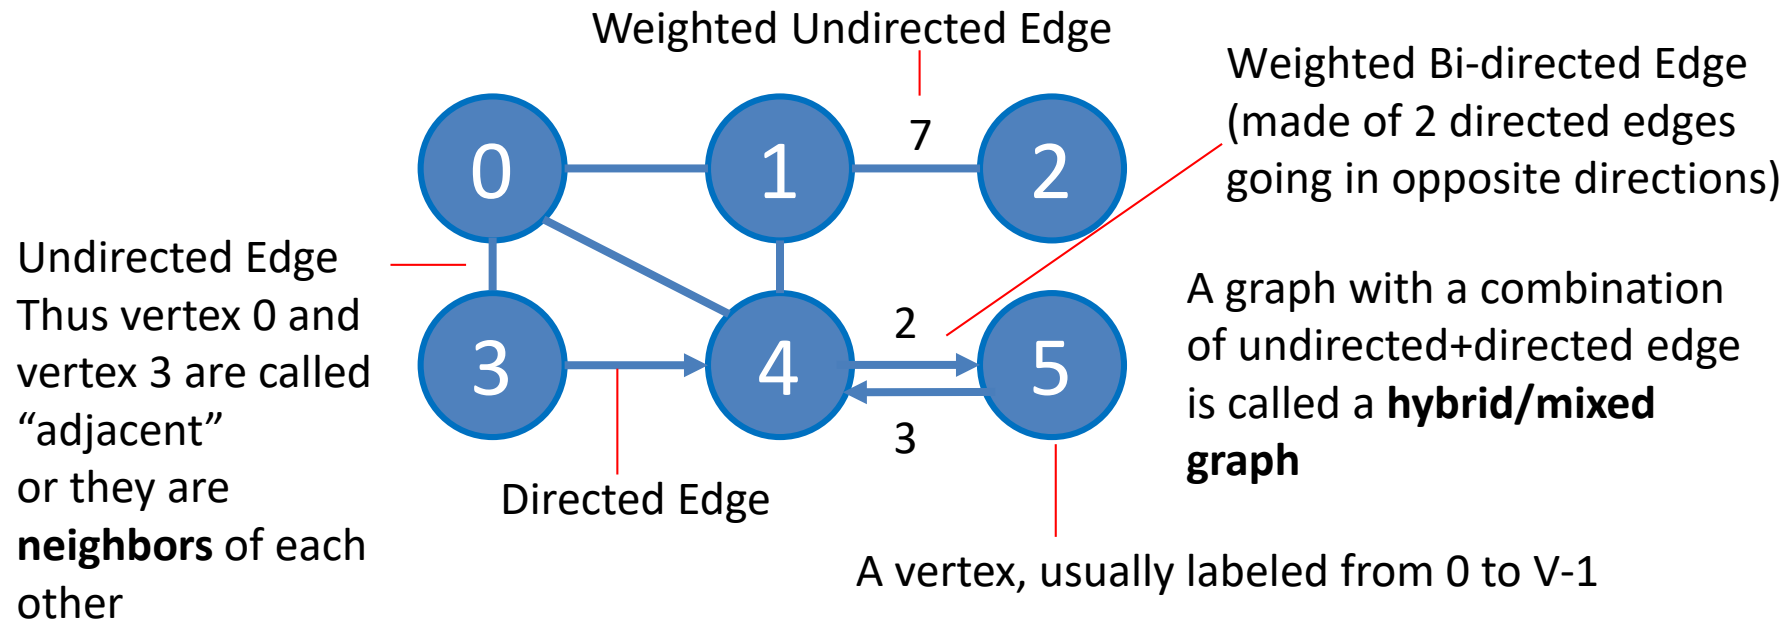 Weighted Undirected Edge
Weighted Bi-directed Edge
(made of 2 directed edges
going in opposite directions)
7
0
1
2
Undirected Edge
Thus vertex 0 and
vertex 3 are called
“adjacent”
or they are
neighbors of each
other
A graph with a combination
of undirected+directed edge
is called a hybrid/mixed
graph
2
3
4
5
3
Directed Edge
A vertex, usually labeled from 0 to V-1